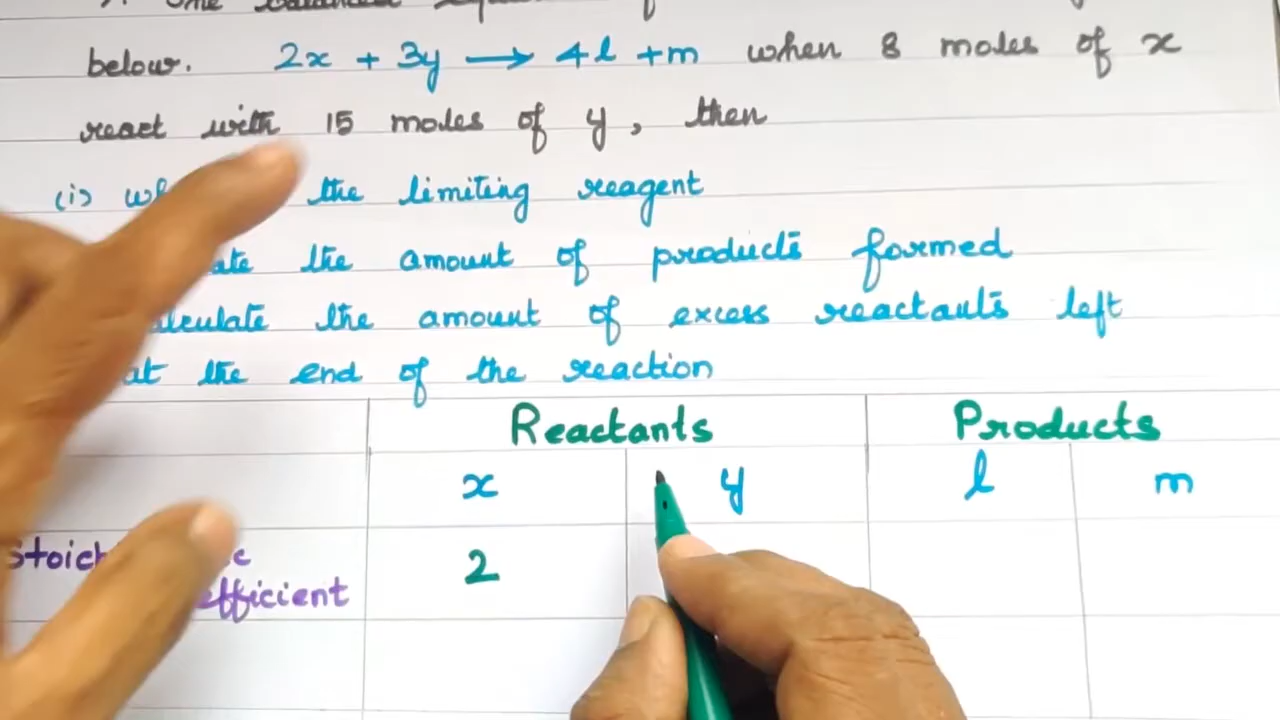 below. 2x + 3y → 4l + m when 8 moles of x
react with 15 moles of y, then
(i) the limiting reagent
the amount of products formed
the amount of excess reactants left
at the end of the reaction
Reactants Products
x y l m
2